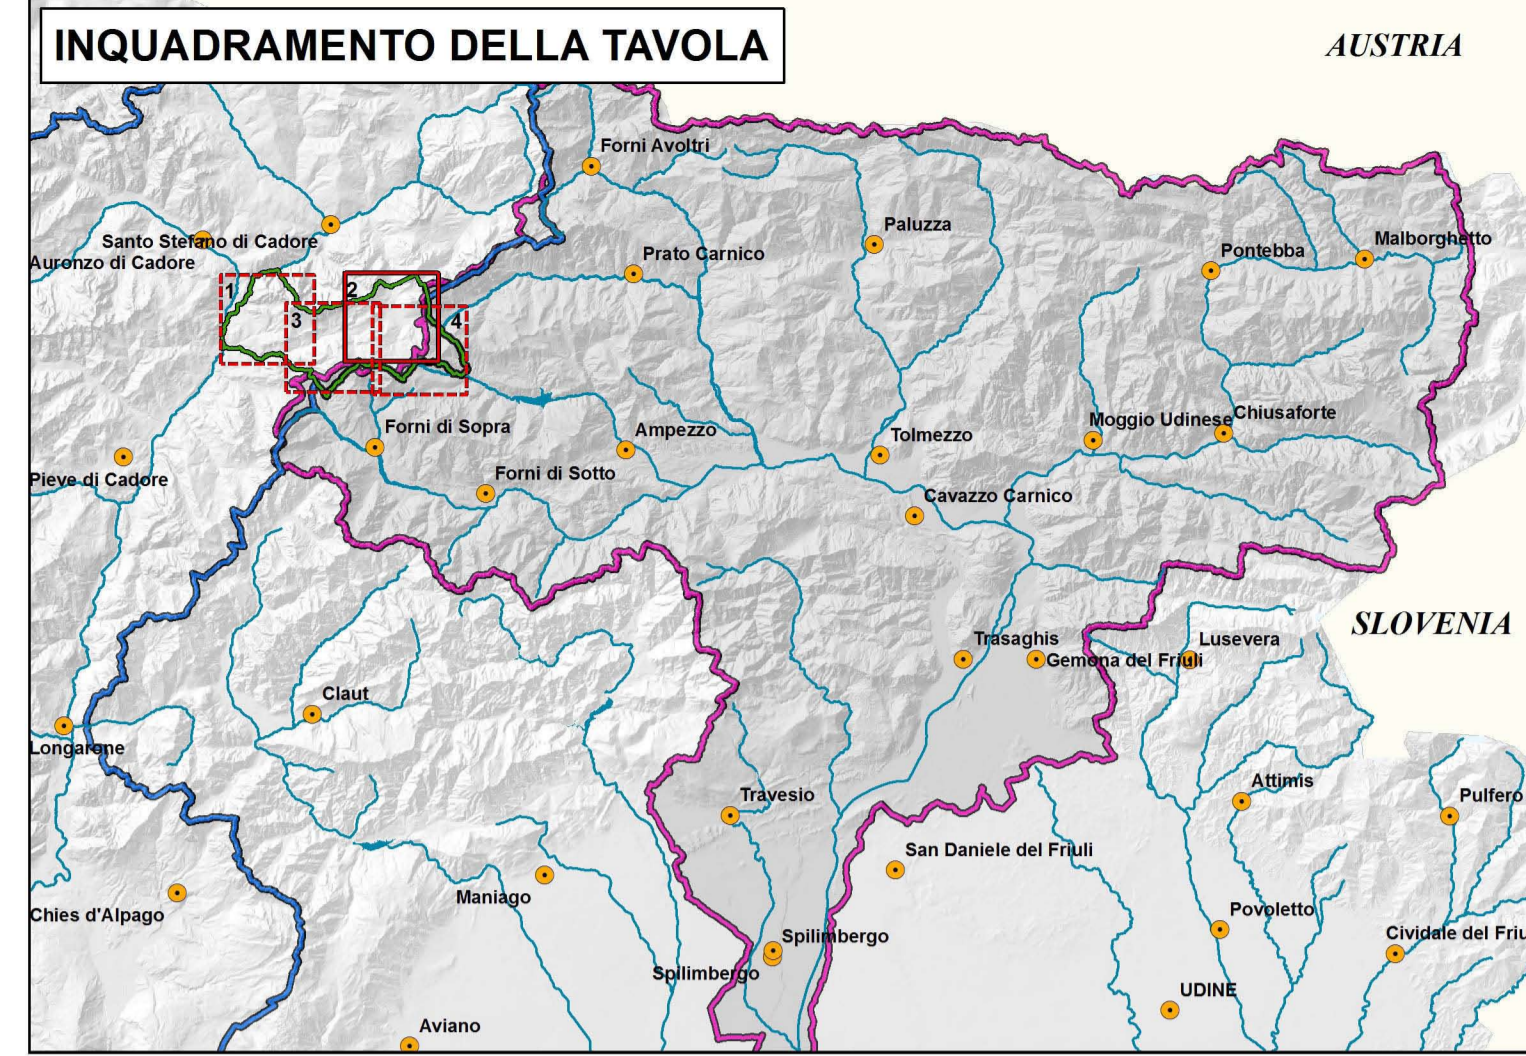 INQUADRAMENTO DELLA TAVOLA
AUSTRIA
Forni Avoltri
Paluzza
Santo Stefano di Cadore
Auronzo di Cadore
Prato Carnico
Pontebba
Malborghetto
1
2
3
4
Forni di Sopra
Ampezzo
Tolmezzo
Moggio Udinese
Chiusaforte
Pieve di Cadore
Forni di Sotto
Cavazzo Carnico
SLOVENIA
Trasaghis
Gemona del Friuli
Lusevera
Claut
Longarone
Travesio
Attimis
Pulfero
San Daniele del Friuli
Maniago
Chies d'Alpago
Povoletto
Spilimbergo
Cividale del Friu
Spilimbergo
UDINE
Aviano